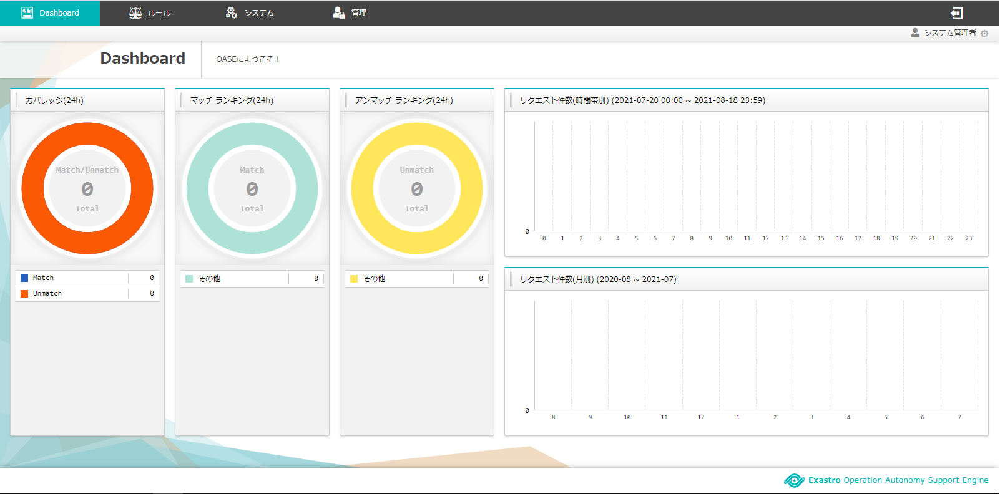 Dashboard ルール システム 管理
システム管理者
Dashboard OASEにようこそ！
カバレッジ(24h)
Match/Unmatch
0
Total
Match 0
Unmatch 0
マッチ ランキング(24h)
Match
0
Total
その他 0
アンマッチ ランキング(24h)
Unmatch
0
Total
その他 0
リクエスト件数(時間帯別) (2021-07-20 00:00 ~ 2021-08-18 23:59)
0
0 1 2 3 4 5 6 7 8 9 10 11 12 13 14 15 16 17 18 19 20 21 22 23
リクエスト件数(月別) (2020-08 ~ 2021-07)
0
8 9 10 11 12 1 2 3 4 5 6 7
Exastro Operation Autonomy Support Engine